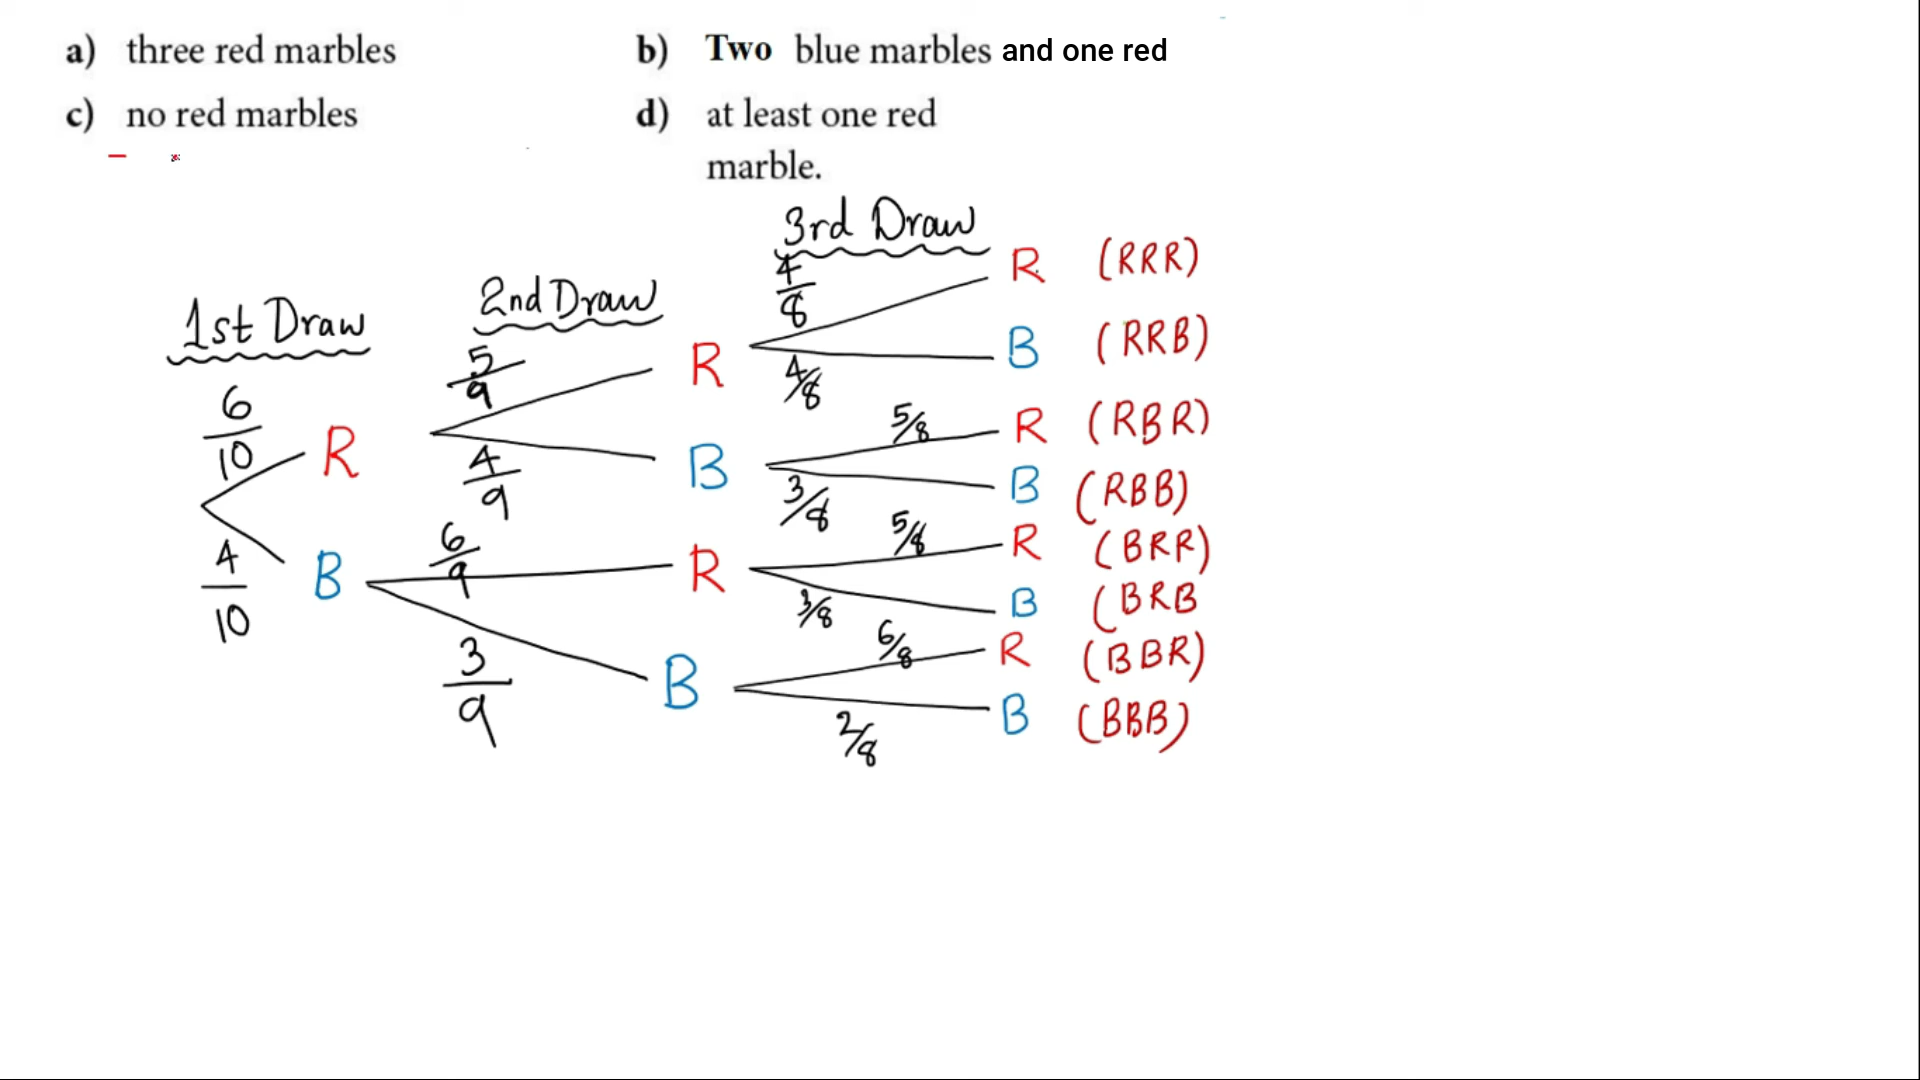 a) three red marbles b) Two blue marbles and one red
c) no red marbles d) at least one red
marble.
3rd Draw
2nd Draw
1st Draw
6/10 R
4/10 B
5/9 R
4/9 B
6/9 R
3/9 B
4/8 R (RRR)
4/8 B (RRB)
5/8 R (RBR)
3/8 B (RBB)
5/8 R (BRR)
3/8 B (BRB
6/8 R (BBR)
2/8 B (BBB)